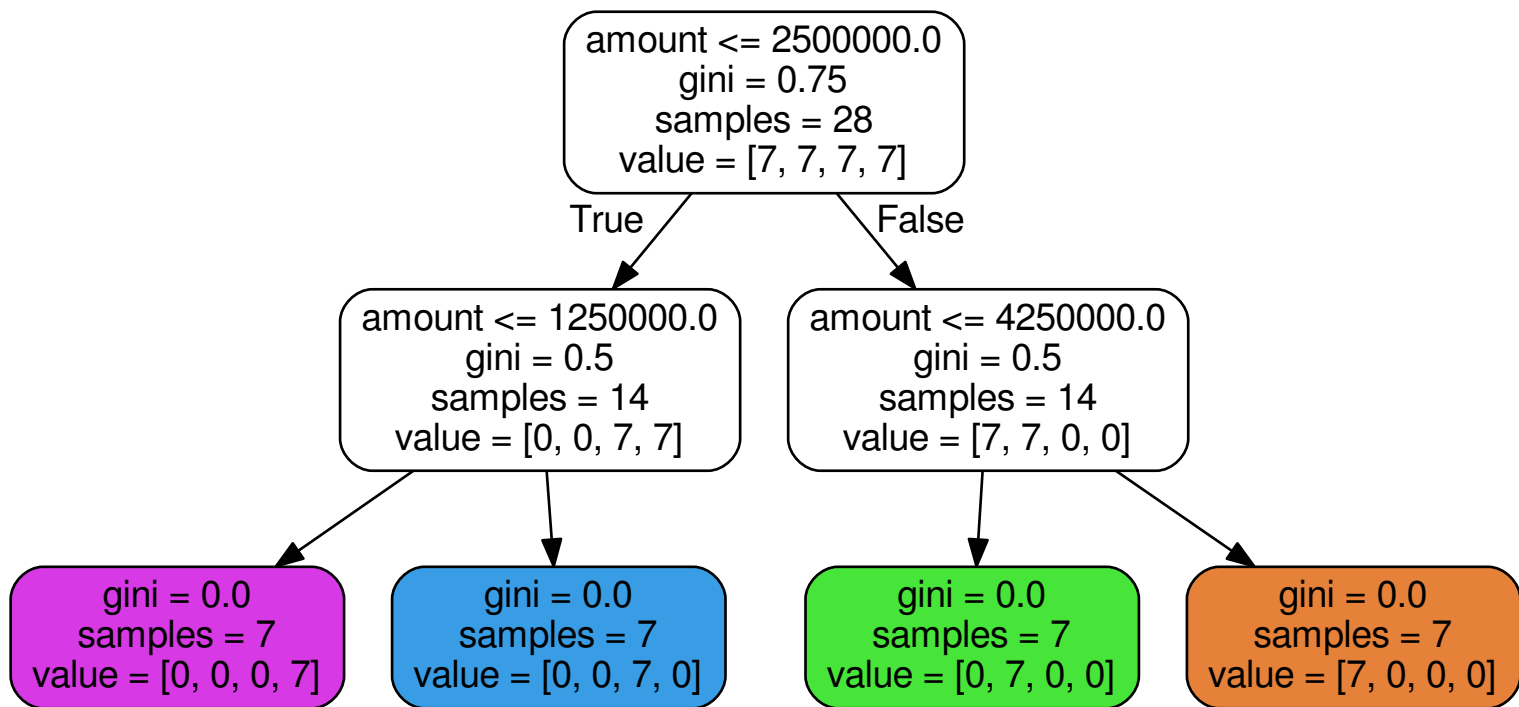 amount <= 2500000.0
gini = 0.75
samples = 28
value = [7, 7, 7, 7]
True
False
amount <= 1250000.0
gini = 0.5
samples = 14
value = [0, 0, 7, 7]
amount <= 4250000.0
gini = 0.5
samples = 14
value = [7, 7, 0, 0]
gini = 0.0
samples = 7
value = [0, 0, 0, 7]
gini = 0.0
samples = 7
value = [0, 0, 7, 0]
gini = 0.0
samples = 7
value = [0, 7, 0, 0]
gini = 0.0
samples = 7
value = [7, 0, 0, 0]